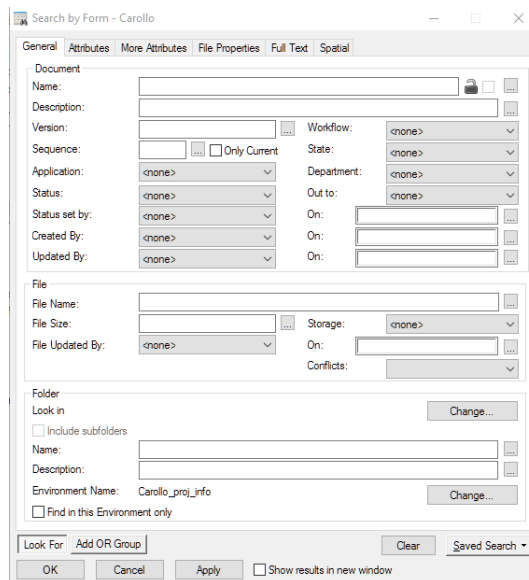 Search by Form - Carollo
General Attributes More Attributes File Properties Full Text Spatial
Document
Name: ...
Description: ...
Version: ... Workflow: <none>
Sequence: ... Only Current State: <none>
Application: <none> Department: <none>
Status: <none> Out to: <none>
Status set by: <none> On: ...
Created By: <none> On: ...
Updated By: <none> On: ...
File
File Name: ...
File Size: ... Storage: <none>
File Updated By: <none> On: ...
Conflicts:
Folder
Look in Change...
Include subfolders
Name: ...
Description: ...
Environment Name: Carollo_proj_info Change...
Find in this Environment only
Look For Add OR Group Clear Saved Search
OK Cancel Apply Show results in new window